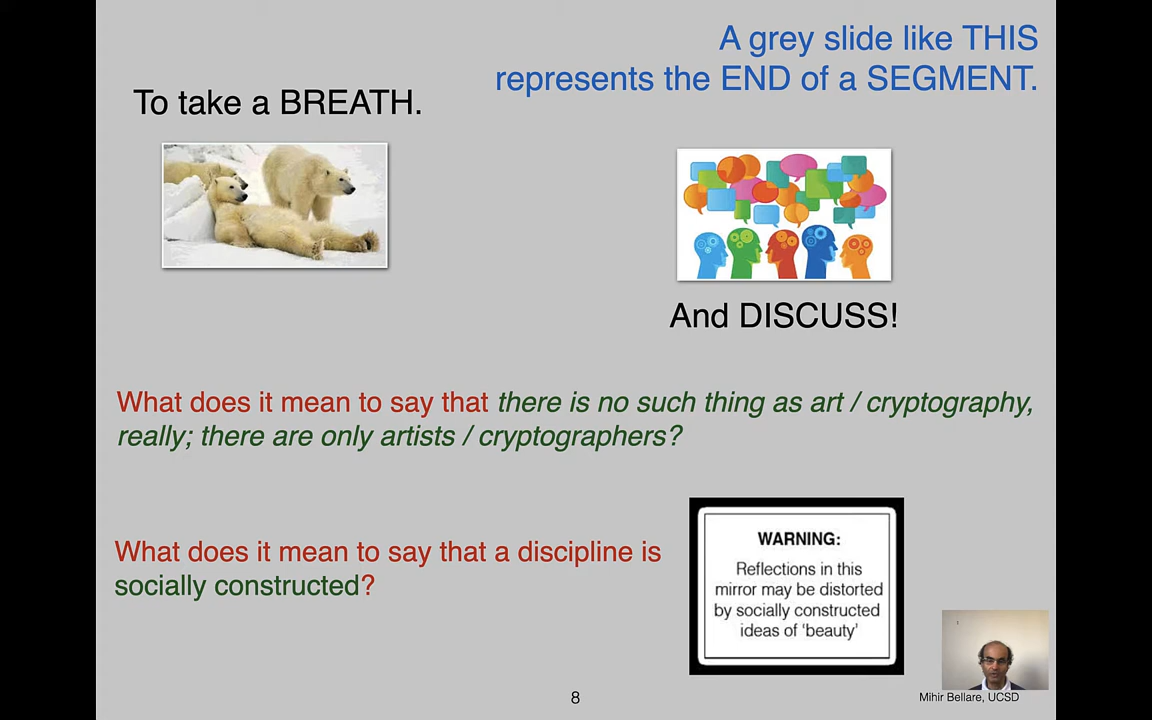 A grey slide like THIS
represents the END of a SEGMENT.
To take a BREATH.
And DISCUSS!
What does it mean to say that there is no such thing as art / cryptography,
really; there are only artists / cryptographers?
What does it mean to say that a discipline is
socially constructed?
WARNING:
Reflections in this
mirror may be distorted
by socially constructed
ideas of ‘beauty’
8
Mihir Bellare, UCSD